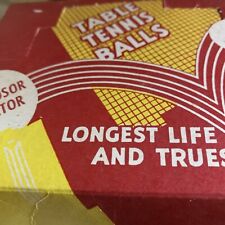 TABLE
TENNIS
BALLS
LONGEST LIFE
AND TRUES